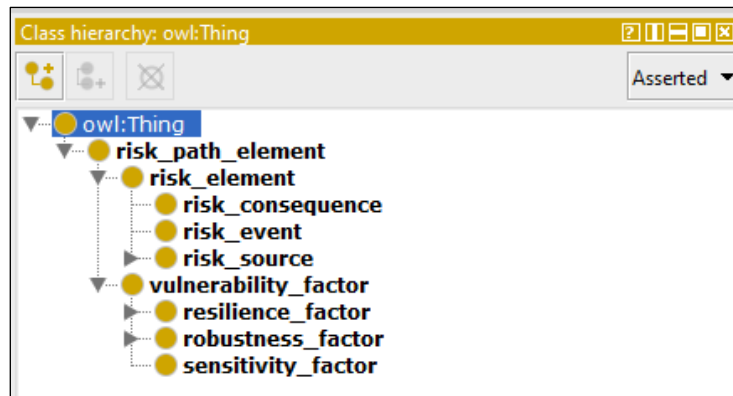 Class hierarchy: owl:Thing
Asserted
owl:Thing
risk_path_element
risk_element
risk_consequence
risk_event
risk_source
vulnerability_factor
resilience_factor
robustness_factor
sensitivity_factor